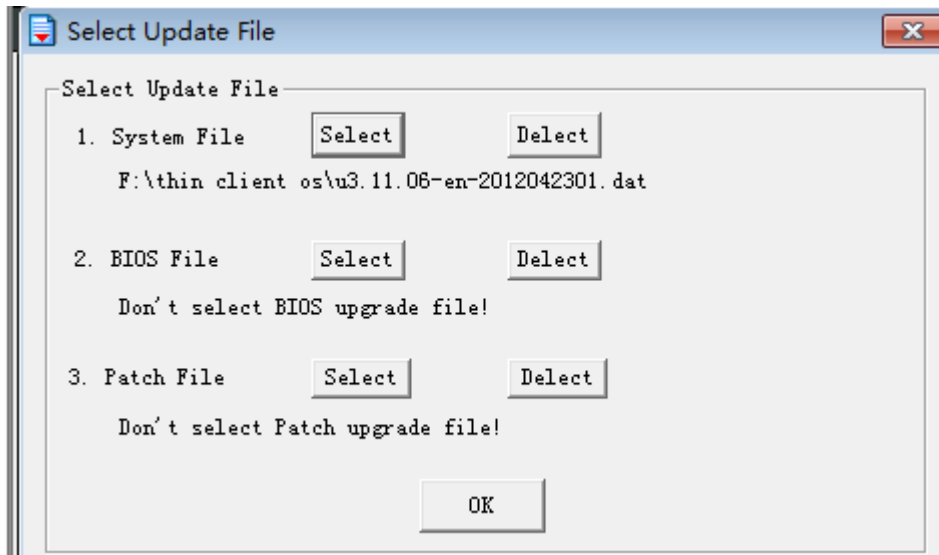 Select Update File
Select Update File
1. System File Select Delect
F:\thin client os\u3.11.06-en-2012042301.dat
2. BIOS File Select Delect
Don't select BIOS upgrade file!
3. Patch File Select Delect
Don't select Patch upgrade file!
OK